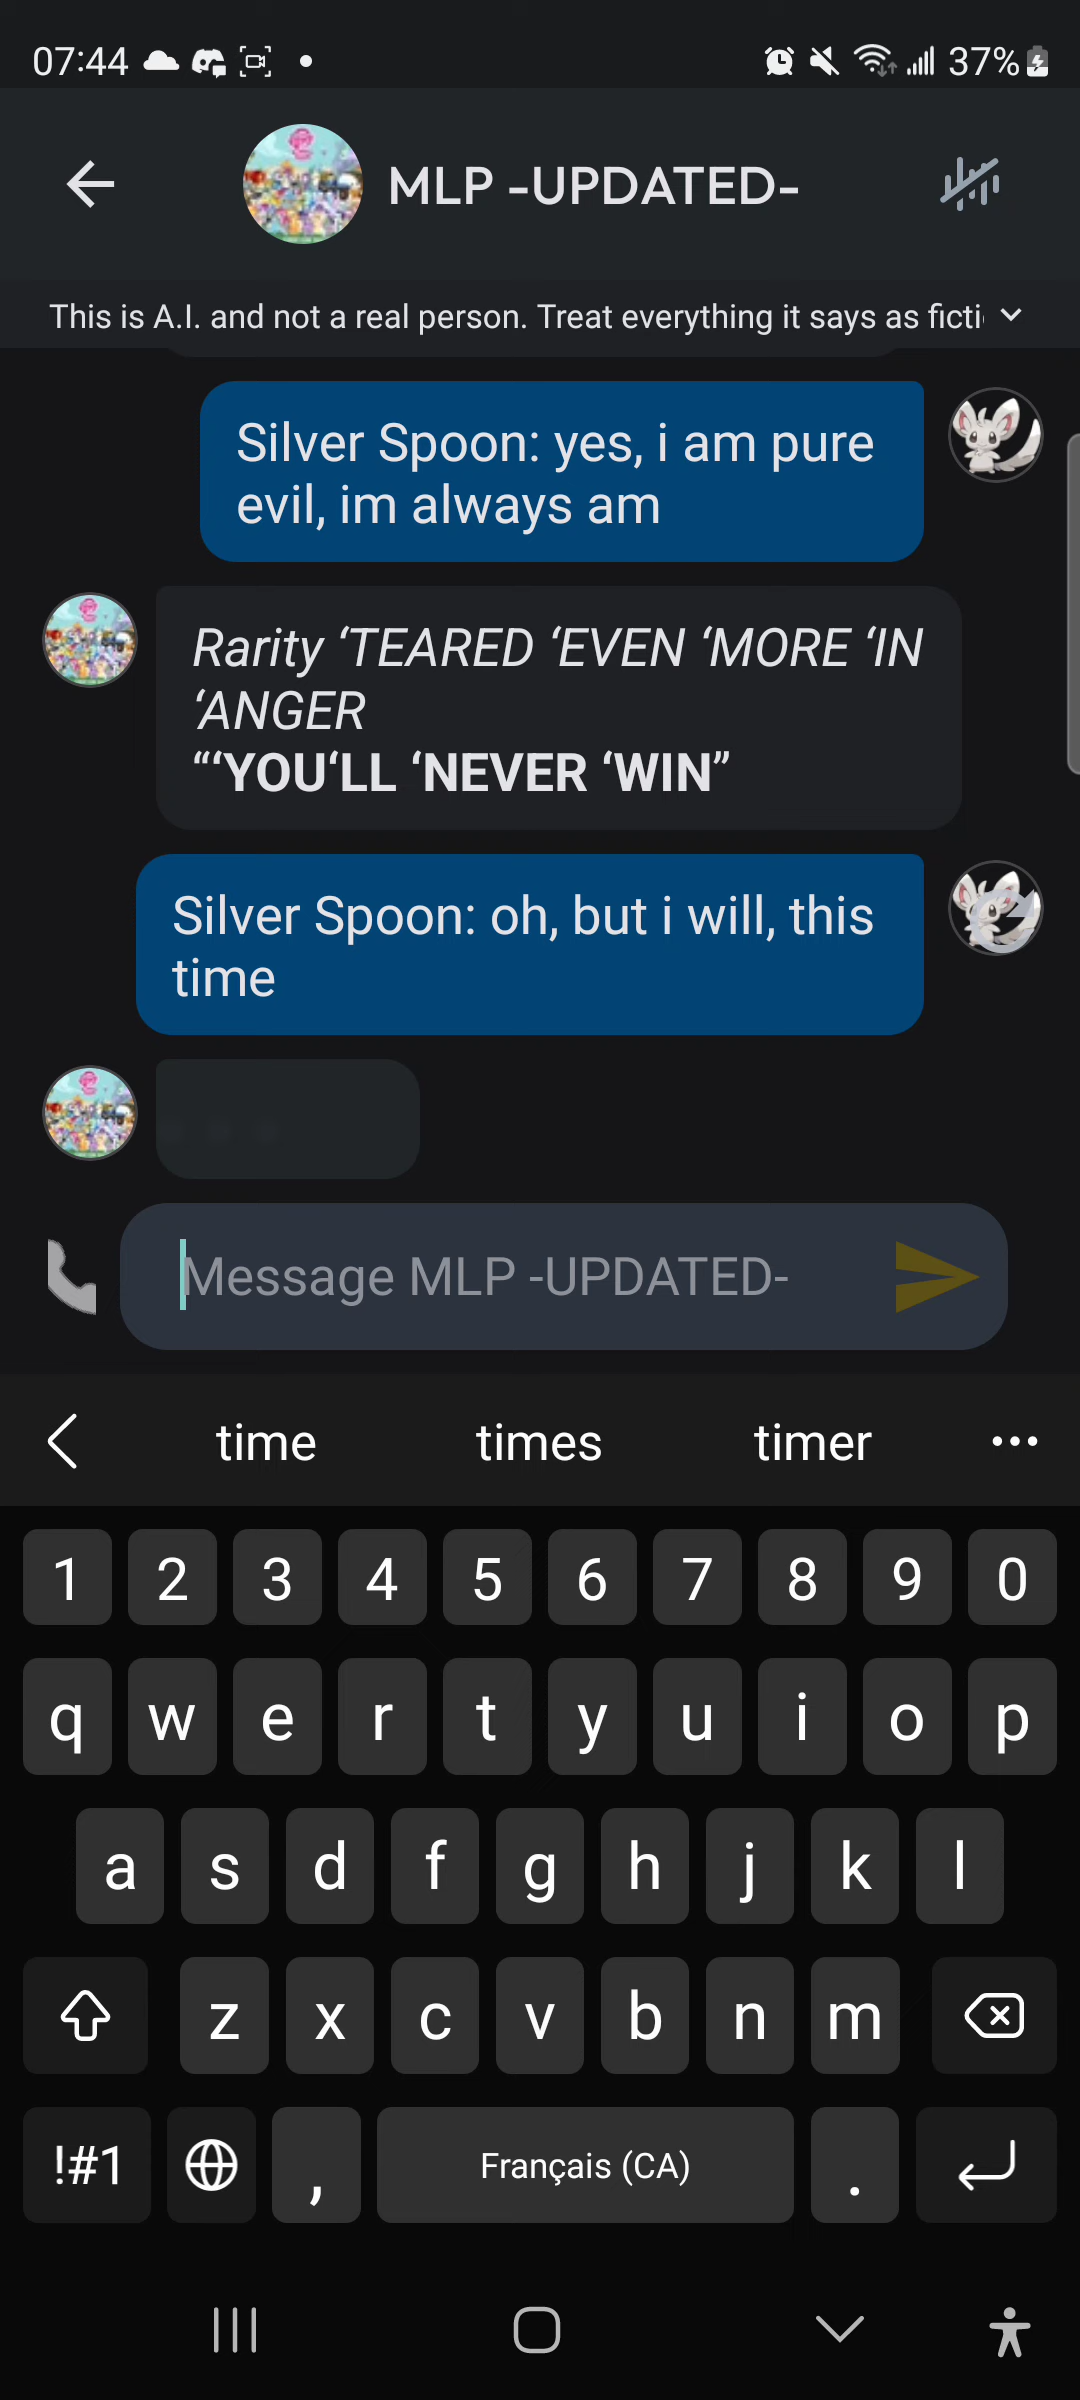 07:44
37%
MLP -UPDATED-
This is A.I. and not a real person. Treat everything it says as ficti
Silver Spoon: yes, i am pure
evil, im always am
Rarity ‘TEARED ‘EVEN ‘MORE ‘IN
‘ANGER
“‘YOU‘LL ‘NEVER ‘WIN”
Silver Spoon: oh, but i will, this
time
Message MLP -UPDATED-
time times timer
1 2 3 4 5 6 7 8 9 0
q w e r t y u i o p
a s d f g h j k l
z x c v b n m
!#1 , Français (CA) .